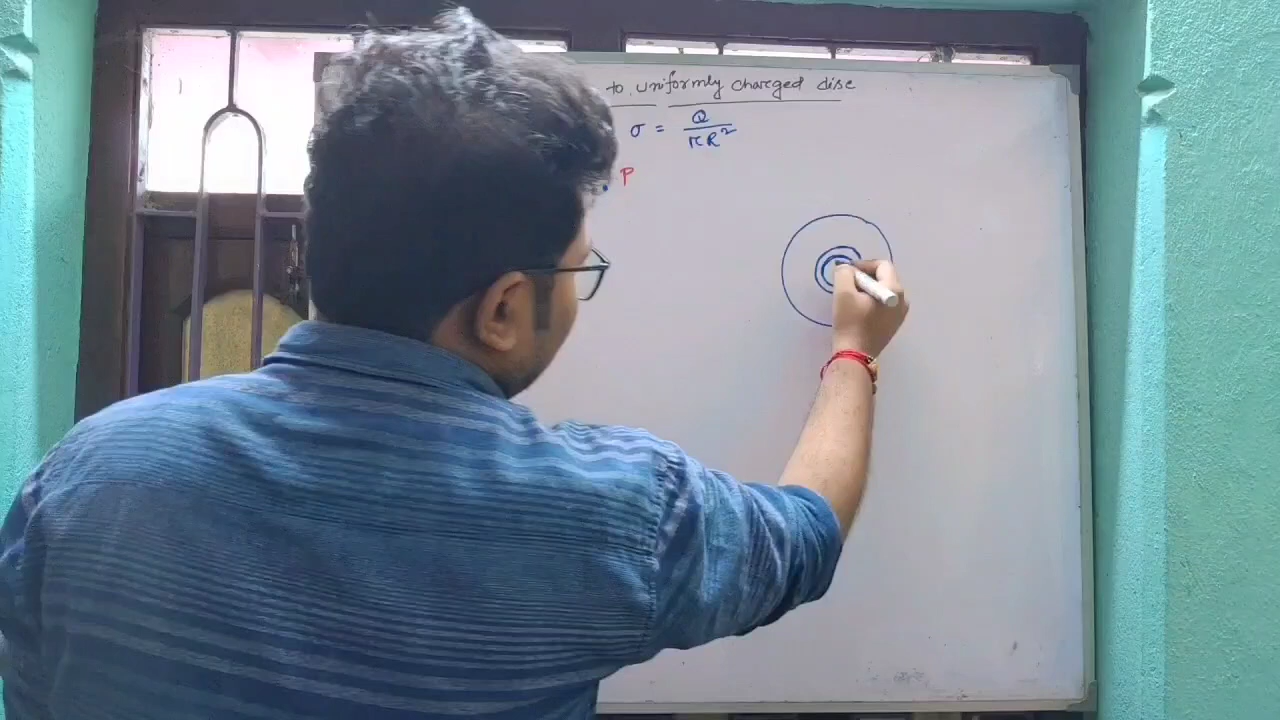 to uniformly charged disc
σ = Q / πR²
P